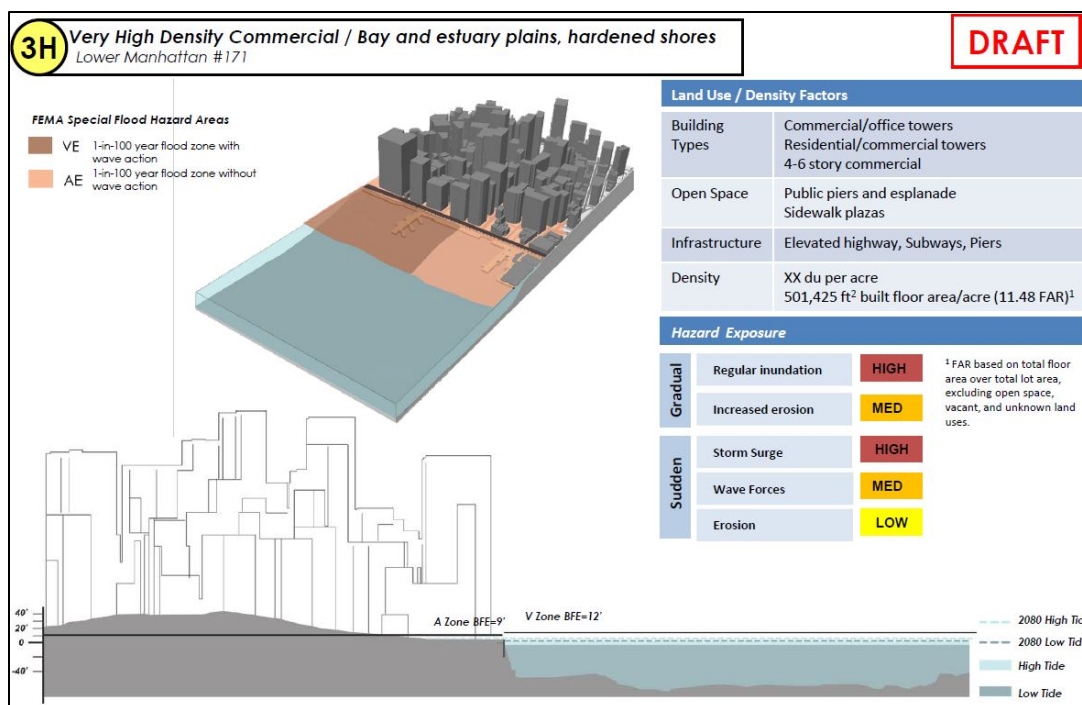 3H
Very High Density Commercial / Bay and estuary plains, hardened shores
Lower Manhattan #171
DRAFT
FEMA Special Flood Hazard Areas
VE 1-in-100 year flood zone with
wave action
AE 1-in-100 year flood zone without
wave action
Land Use / Density Factors
Building
Types
Commercial/office towers
Residential/commercial towers
4-6 story commercial
Open Space
Public piers and esplanade
Sidewalk plazas
Infrastructure
Elevated highway, Subways, Piers
Density
XX du per acre
501,425 ft² built floor area/acre (11.48 FAR)¹
Hazard Exposure
Gradual
Regular inundation HIGH
Increased erosion MED
Sudden
Storm Surge HIGH
Wave Forces MED
Erosion LOW
¹ FAR based on total floor
area over total lot area,
excluding open space,
vacant, and unknown land
uses.
40'
20'
0
-40'
A Zone BFE=9'
V Zone BFE=12'
2080 High Tid
2080 Low Tid
High Tide
Low Tide